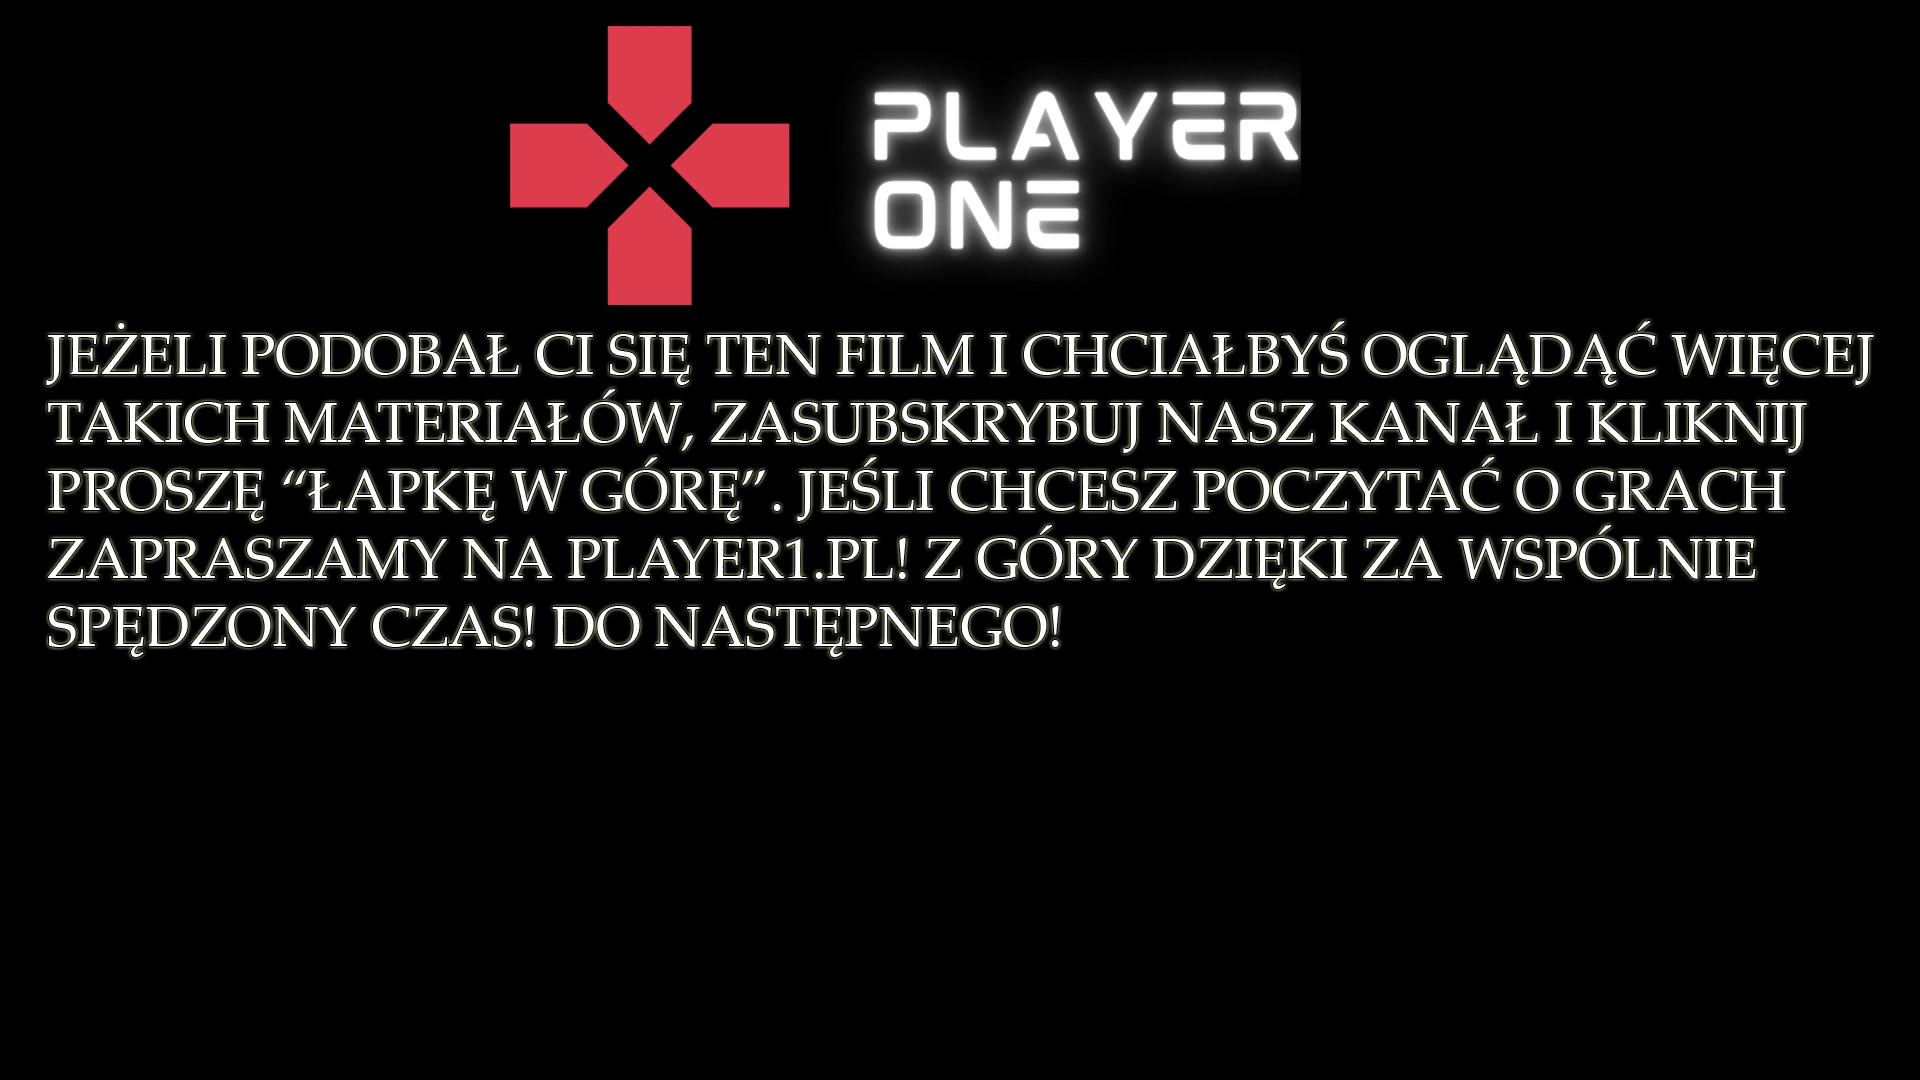 PLAYER
ONE
JEŻELI PODOBAŁ CI SIĘ TEN FILM I CHCIAŁBYŚ OGLĄDĄĆ WIĘCEJ
TAKICH MATERIAŁÓW, ZASUBSKRYBUJ NASZ KANAŁ I KLIKNIJ
PROSZĘ “ŁAPKĘ W GÓRĘ”. JEŚLI CHCESZ POCZYTAĆ O GRACH
ZAPRASZAMY NA PLAYER1.PL! Z GÓRY DZIĘKI ZA WSPÓLNIE
SPĘDZONY CZAS! DO NASTĘPNEGO!